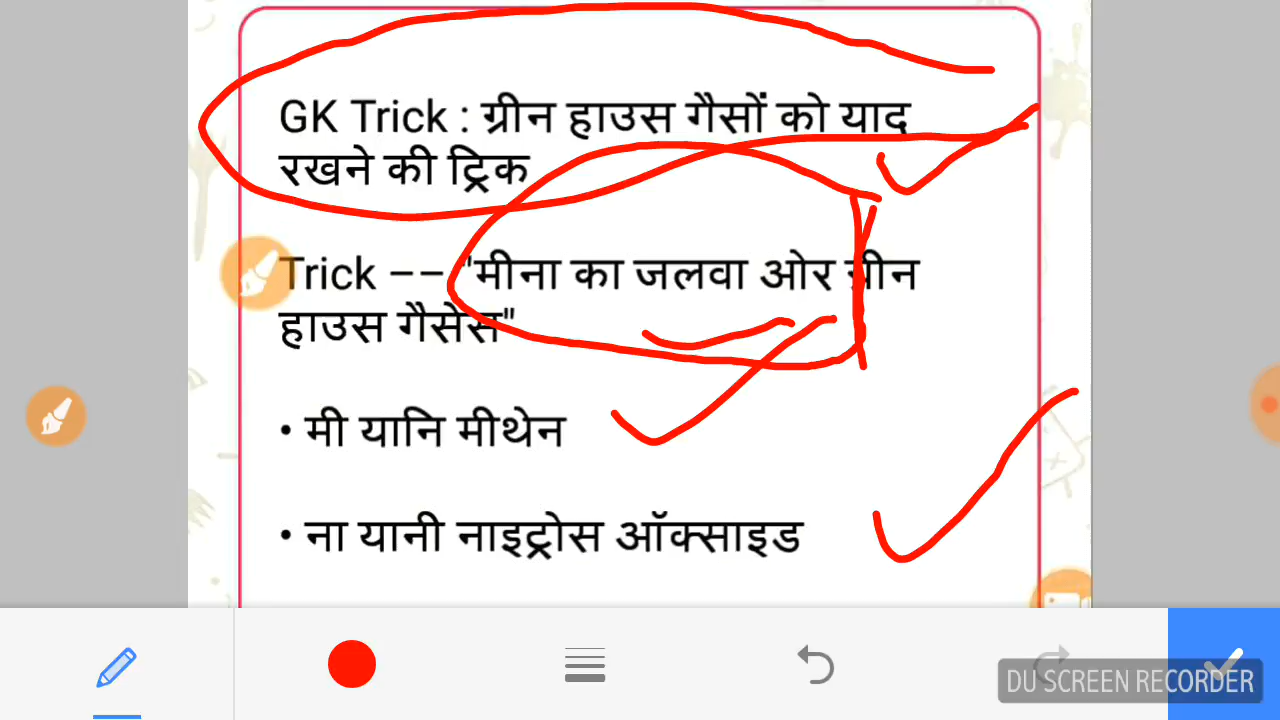 GK Trick : ग्रीन हाउस गैसों को याद
रखने की ट्रिक
Trick –– "मीना का जलवा ओर ग्रीन
हाउस गैसेस"
• मी यानि मीथेन
• ना यानी नाइट्रोस ऑक्साइड
DU SCREEN RECORDER